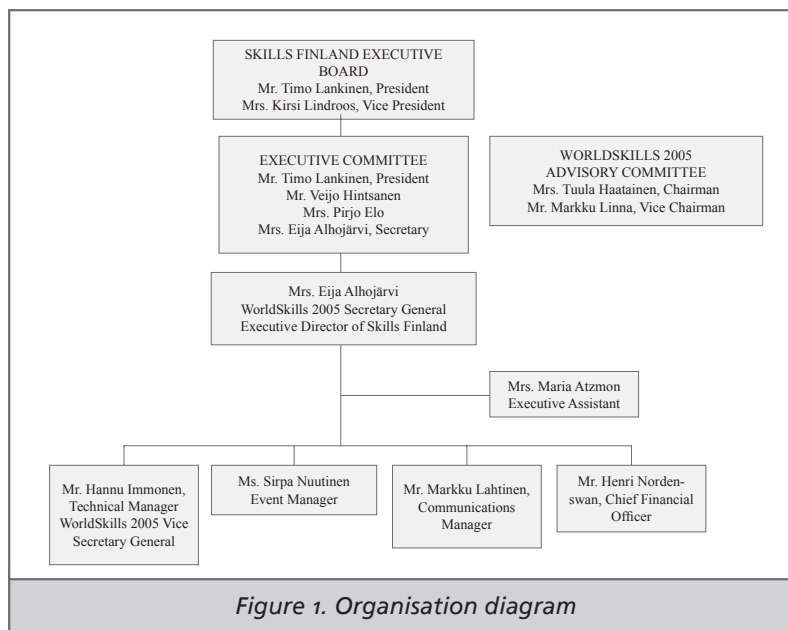 SKILLS FINLAND EXECUTIVE
BOARD
Mr. Timo Lankinen, President
Mrs. Kirsi Lindroos, Vice President
EXECUTIVE COMMITTEE
Mr. Timo Lankinen, President
Mr. Veijo Hintsanen
Mrs. Pirjo Elo
Mrs. Eija Alhojärvi, Secretary
WORLDSKILLS 2005
ADVISORY COMMITTEE
Mrs. Tuula Haatainen, Chairman
Mr. Markku Linna, Vice Chairman
Mrs. Eija Alhojärvi
WorldSkills 2005 Secretary General
Executive Director of Skills Finland
Mrs. Maria Atzmon
Executive Assistant
Mr. Hannu Immonen,
Technical Manager
WorldSkills 2005 Vice
Secretary General
Ms. Sirpa Nuutinen
Event Manager
Mr. Markku Lahtinen,
Communications
Manager
Mr. Henri Norden-
swan, Chief Financial
Officer
Figure 1. Organisation diagram